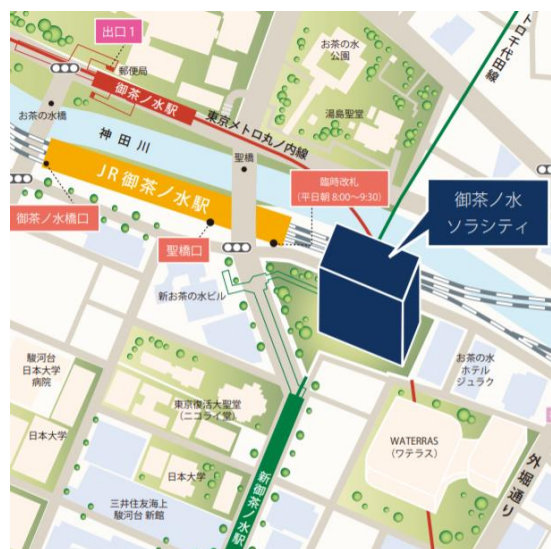 出口1
郵便局
御茶ノ水駅
お茶の水
公園
湯島聖堂
トロ千代田線
お茶の水橋
神田川
東京メトロ丸ノ内線
聖橋
JR御茶ノ水駅
臨時改札
(平日朝 8:00〜9:30)
御茶ノ水
ソラシティ
御茶ノ水橋口
聖橋口
新お茶の水ビル
駿河台
日本大学
病院
東京復活大聖堂
(ニコライ堂)
お茶の水
ホテル
ジュラク
日本大学
日本大学
WATERRAS
(ワテラス)
外堀通り
三井住友海上
駿河台 新館
新御茶ノ水駅